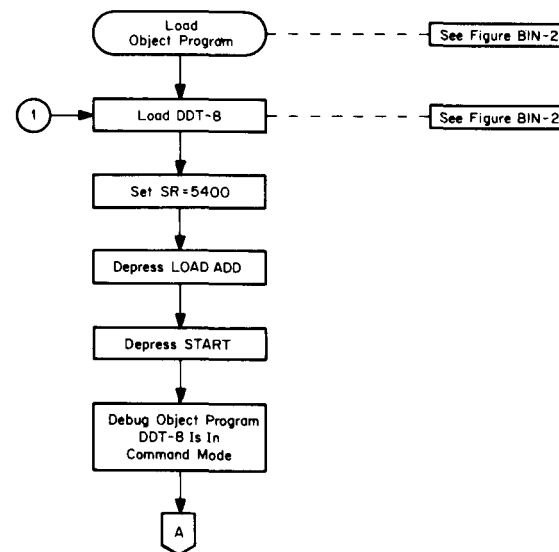 Load
Object Program
See Figure BIN-2
1
Load DDT-8
See Figure BIN-2
Set SR=5400
Depress LOAD ADD
Depress START
Debug Object Program
DDT-8 Is In
Command Mode
A